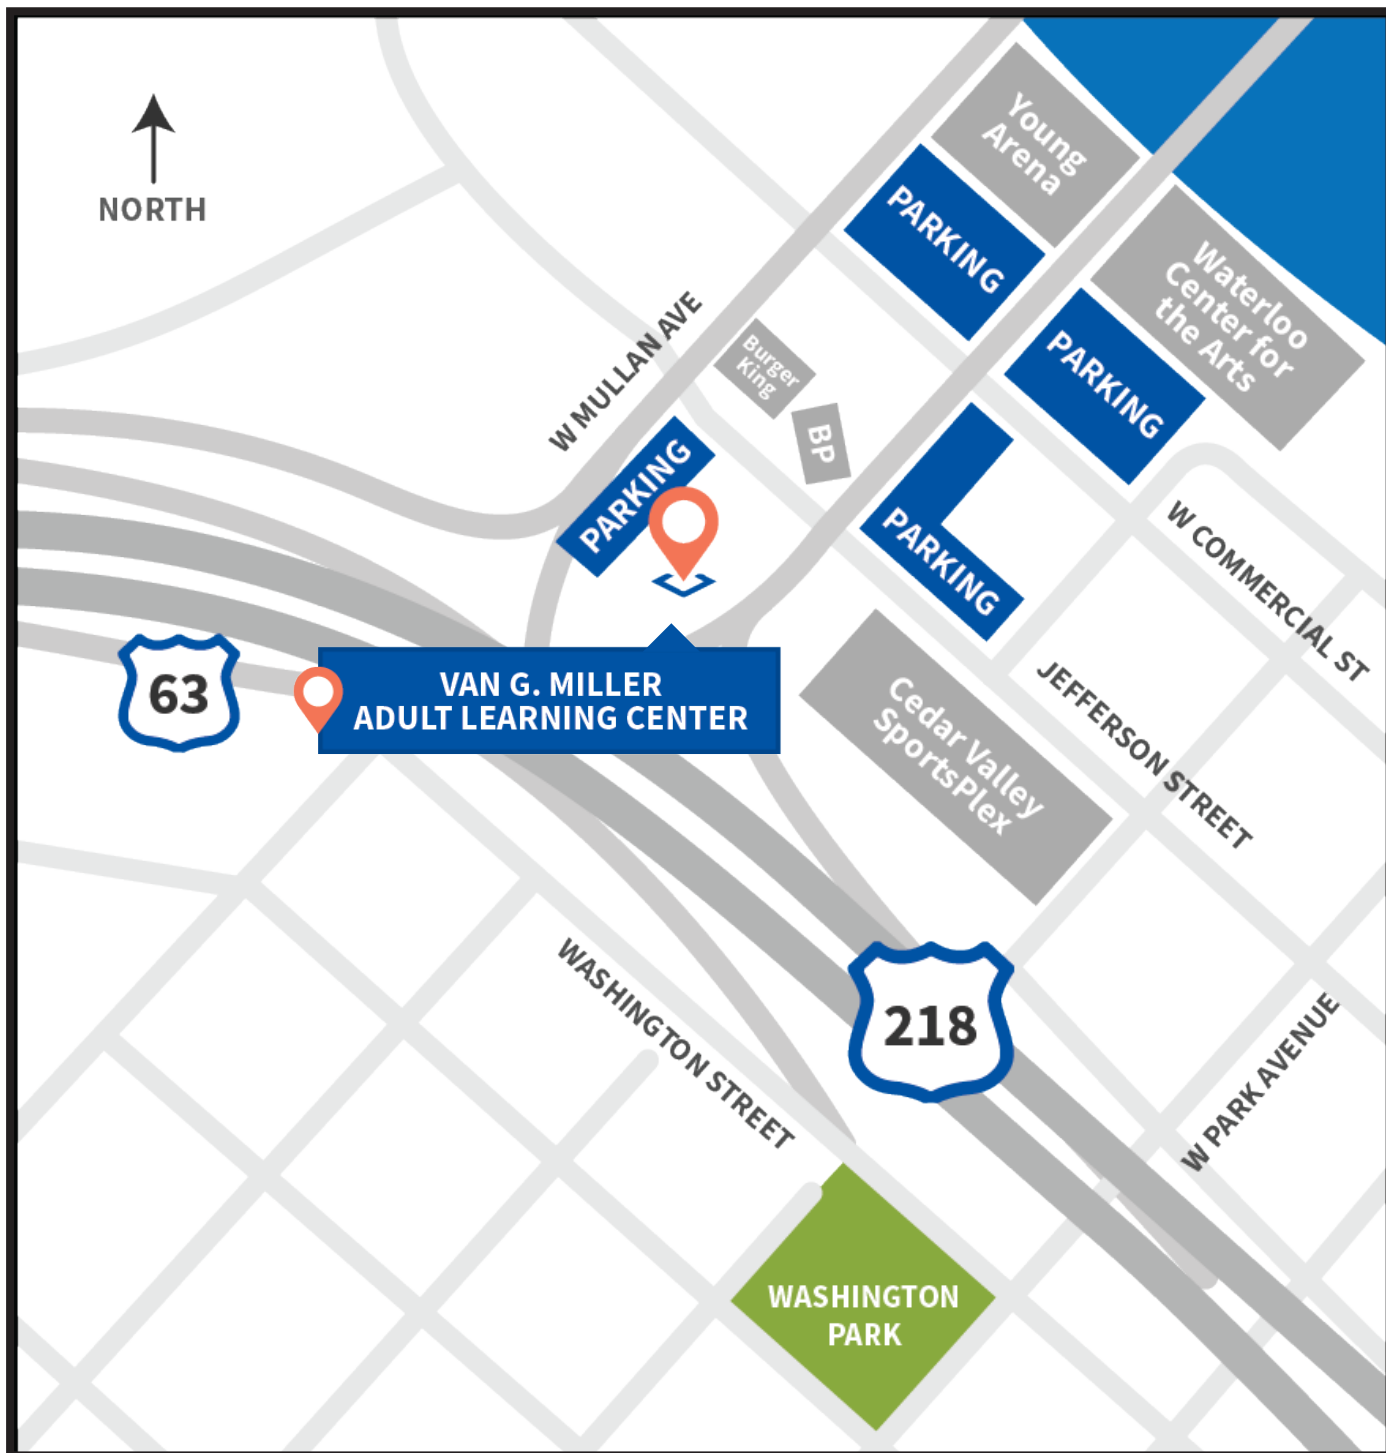 NORTH
Young
Arena
PARKING
Waterloo
Center for
the Arts
PARKING
W MULLAN AVE
Burger
King
BP
PARKING
PARKING
W COMMERCIAL ST
63
VAN G. MILLER
ADULT LEARNING CENTER
JEFFERSON STREET
Cedar Valley
SportsPlex
218
WASHINGTON STREET
W PARK AVENUE
WASHINGTON
PARK